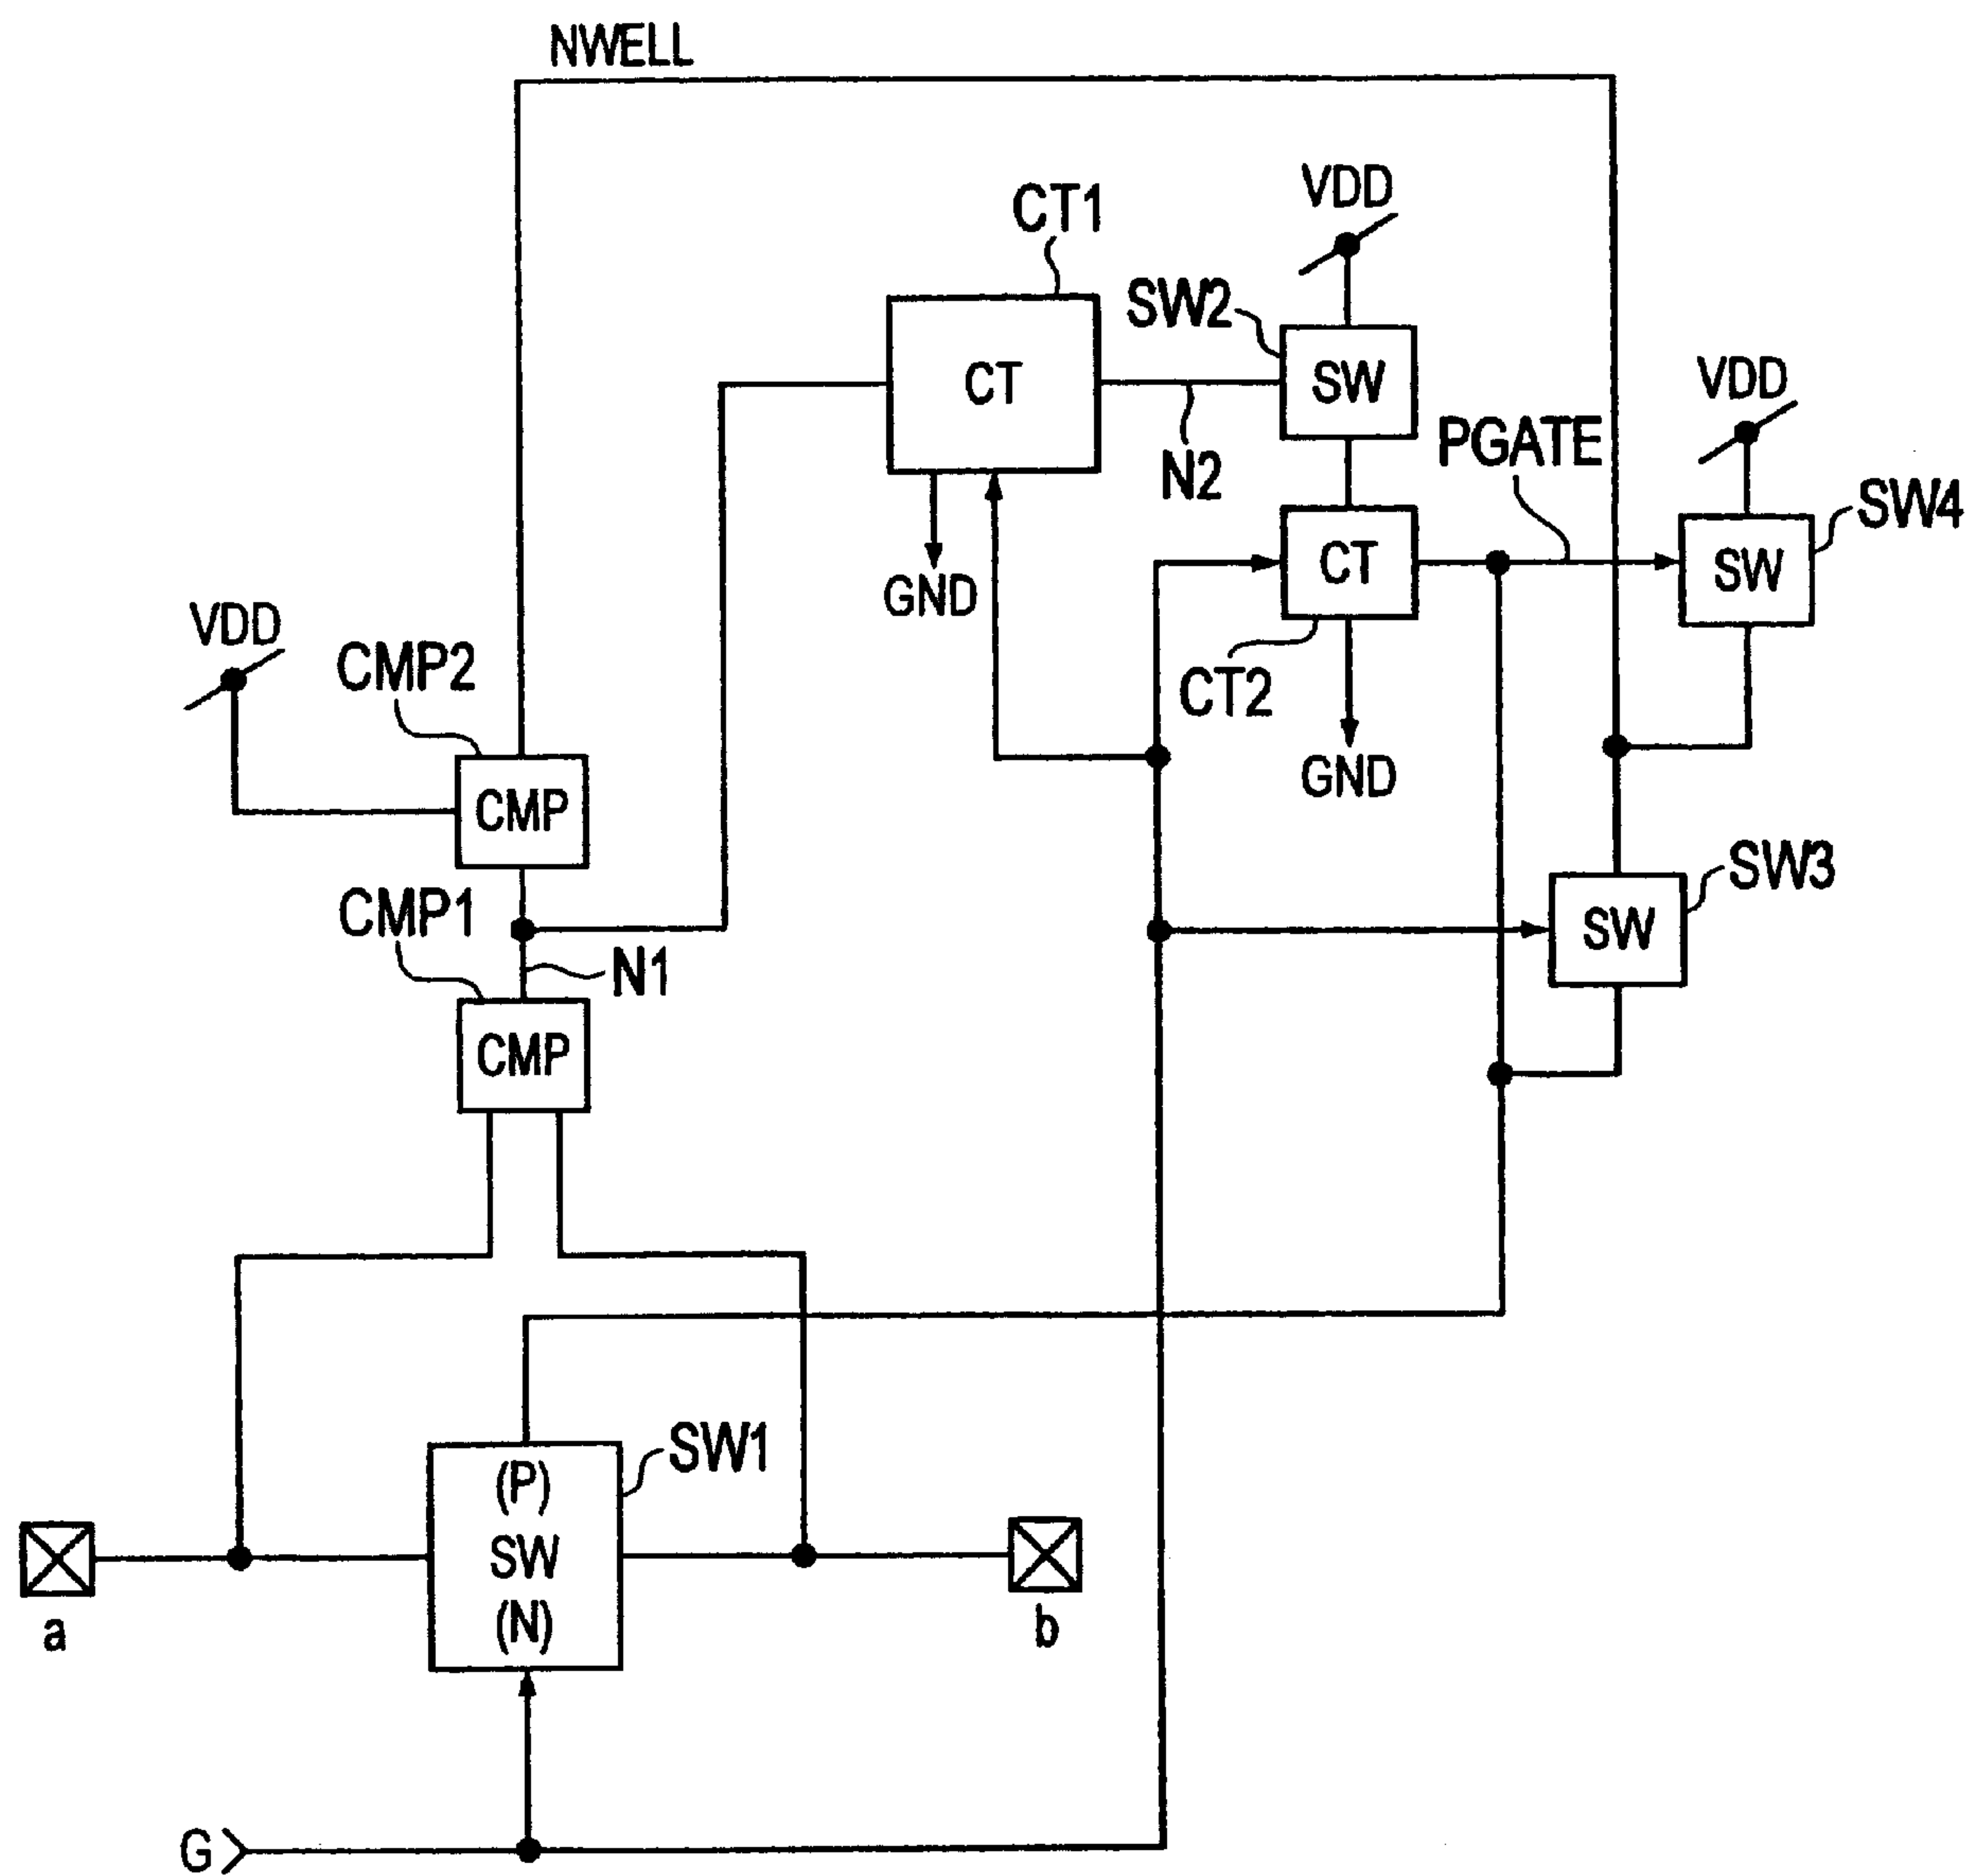 NWELL
VDD
CT1
SW2
CT
SW
VDD
PGATE
N2
SW4
CT
SW
GND
VDD
CMP2
CT2
GND
CMP
SW3
CMP1
SW
N1
CMP
SW1
(P)
SW
(N)
a
b
G